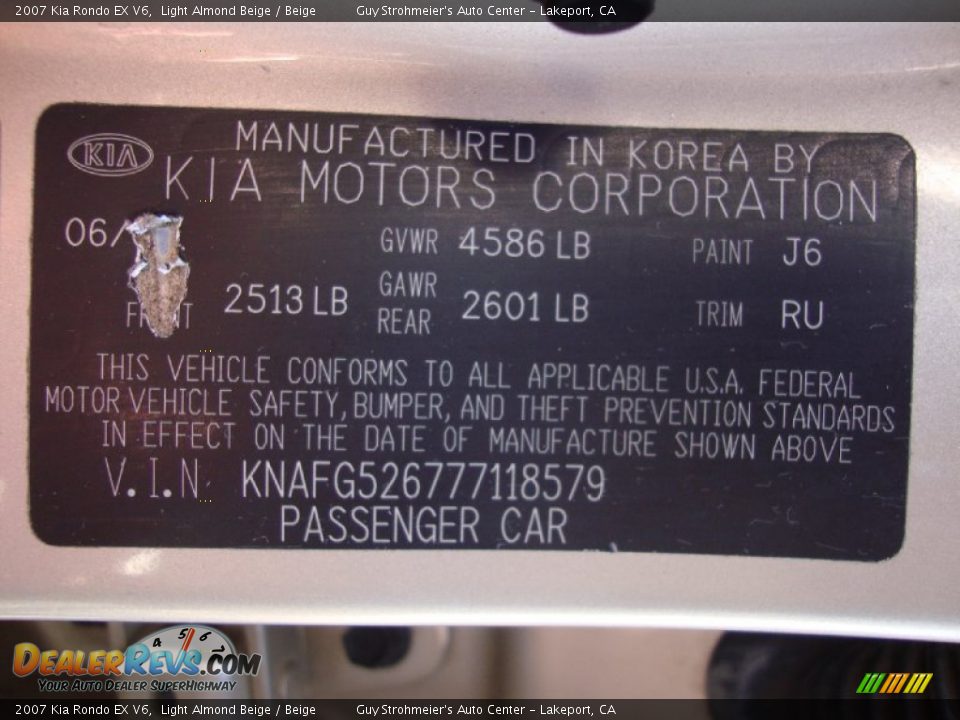 2007 Kia Rondo EX V6, Light Almond Beige / Beige Guy Strohmeier's Auto Center - Lakeport, CA
KIA
MANUFACTURED IN KOREA BY
KIA MOTORS CORPORATION
06/
GVWR 4586 LB
PAINT J6
2513 LB
GAWR
REAR
2601 LB
TRIM RU
THIS VEHICLE CONFORMS TO ALL APPLICABLE U.S.A. FEDERAL
MOTOR VEHICLE SAFETY, BUMPER, AND THEFT PREVENTION STANDARDS
IN EFFECT ON THE DATE OF MANUFACTURE SHOWN ABOVE
V.I.N KNAFG526777118579
PASSENGER CAR
4 5 6
DEALERREVS.COM
YOUR AUTO DEALER SUPERHIGHWAY
2007 Kia Rondo EX V6, Light Almond Beige / Beige Guy Strohmeier's Auto Center - Lakeport, CA